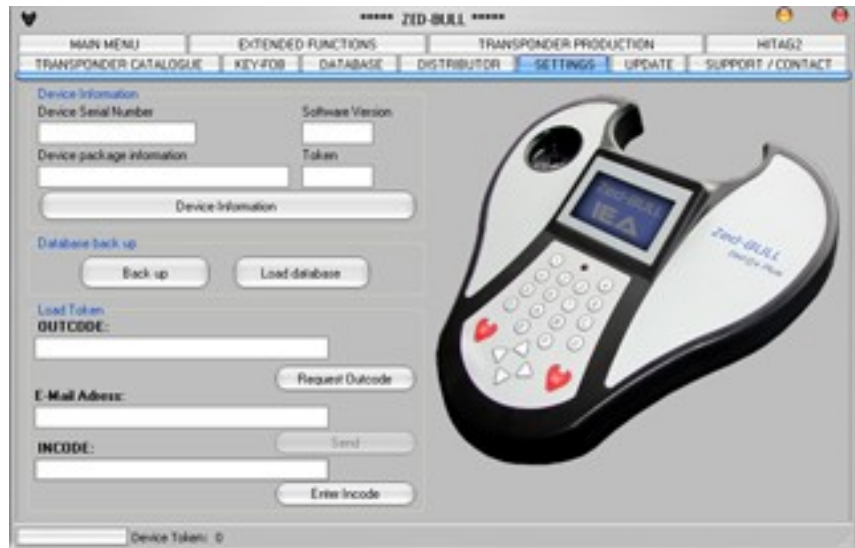 ***** ZED-BULL *****
MAIN MENU
EXTENDED FUNCTIONS
TRANSPONDER PRODUCTION
HITAG2
TRANSPONDER CATALOGUE
KEY-FOB
DATABASE
DISTRIBUTOR
SETTINGS
UPDATE
SUPPORT / CONTACT
Device Information
Device Serial Number
Software Version
Device package information
Token
Device Information
Database back up
Back up
Load database
Load Token
OUTCODE:
Request Outcode
E-Mail Adress:
Send
INCODE:
Enter Incode
Zed-BULL
IEA
Zed-BULL
Device Token: 0